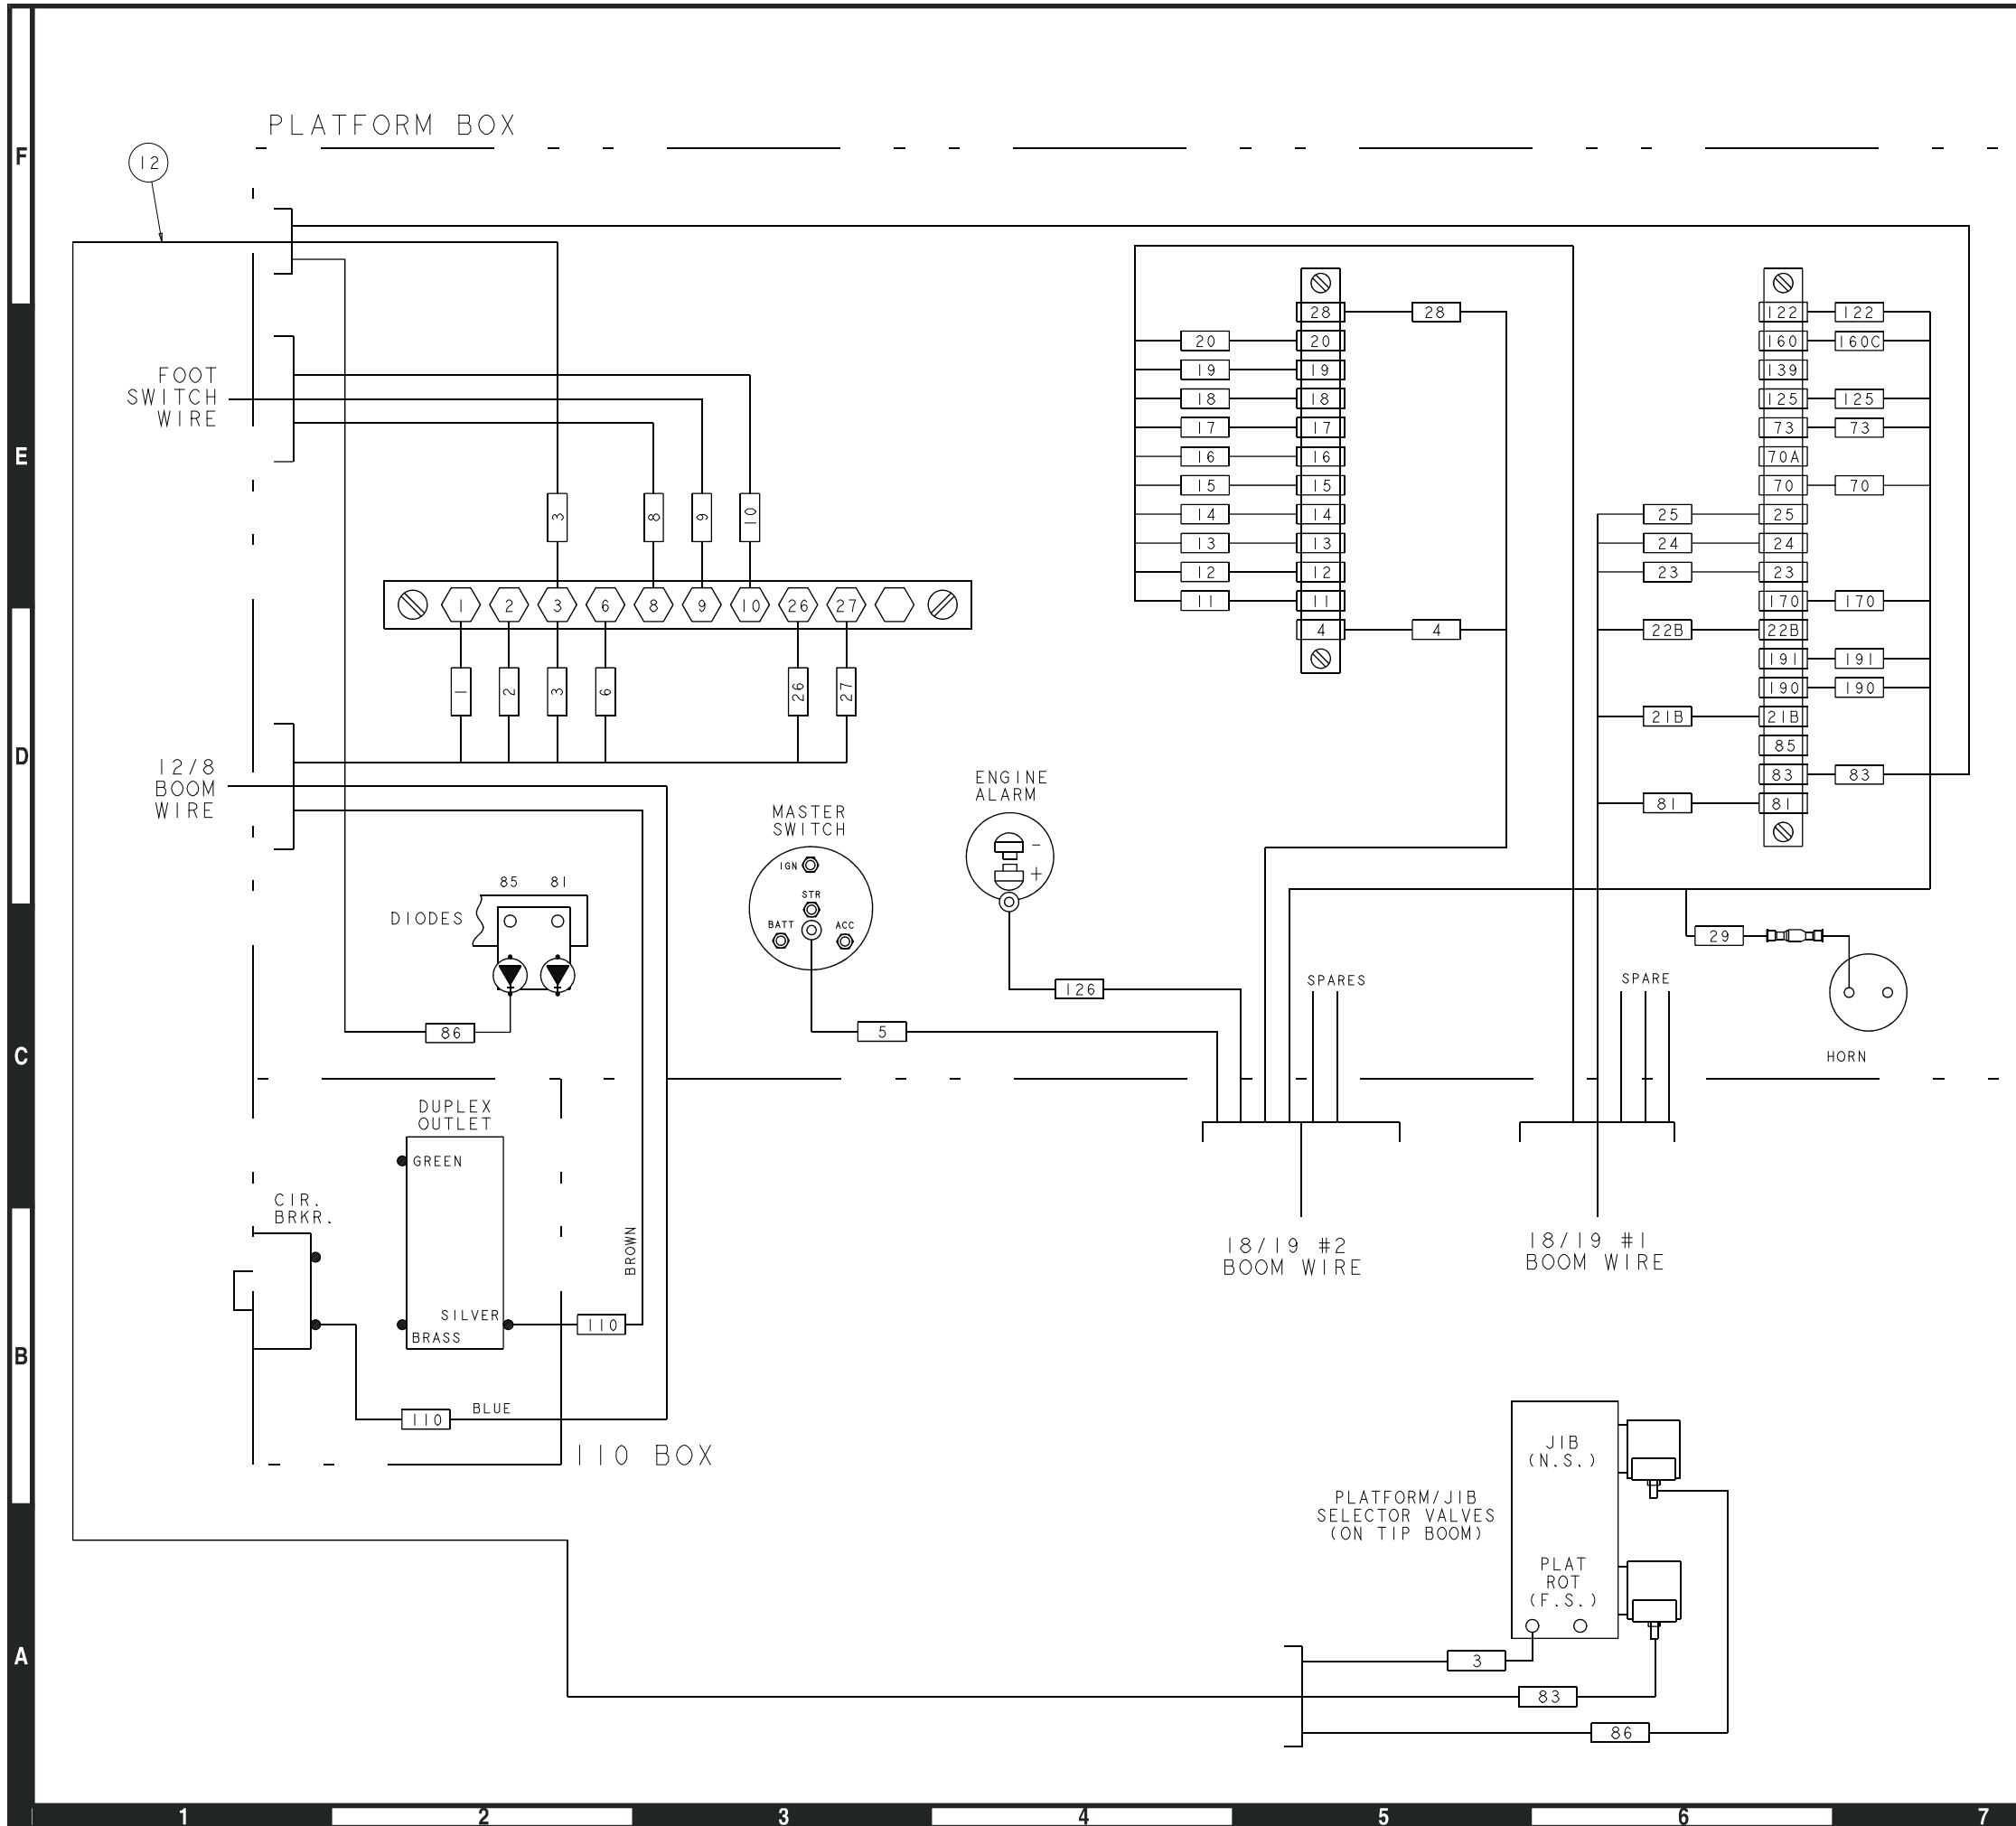 PLATFORM BOX
F
12
FOOT
SWITCH
WIRE
E
3
8
9
10
1
2
3
6
8
9
10
26
27
1
2
3
6
26
27
28
28
20
20
19
19
18
18
17
17
16
16
15
15
14
14
13
13
12
12
11
11
4
4
122
122
160
160C
139
125
125
73
73
70A
70
70
25
25
24
24
23
23
170
170
22B
22B
191
191
190
190
21B
21B
85
83
83
81
81
D
12/8
BOOM
WIRE
MASTER
SWITCH
IGN
STR
BATT
ACC
ENGINE
ALARM
-
+
85
81
DIODES
86
5
126
SPARES
SPARE
29
HORN
C
DUPLEX
OUTLET
GREEN
CIR.
BRKR.
BROWN
SILVER
BRASS
110
110
BLUE
110 BOX
18/19 #2
BOOM WIRE
18/19 #1
BOOM WIRE
B
JIB
(N.S.)
PLATFORM/JIB
SELECTOR VALVES
(ON TIP BOOM)
PLAT
ROT
(F.S.)
A
3
83
86
1
2
3
4
5
6
7